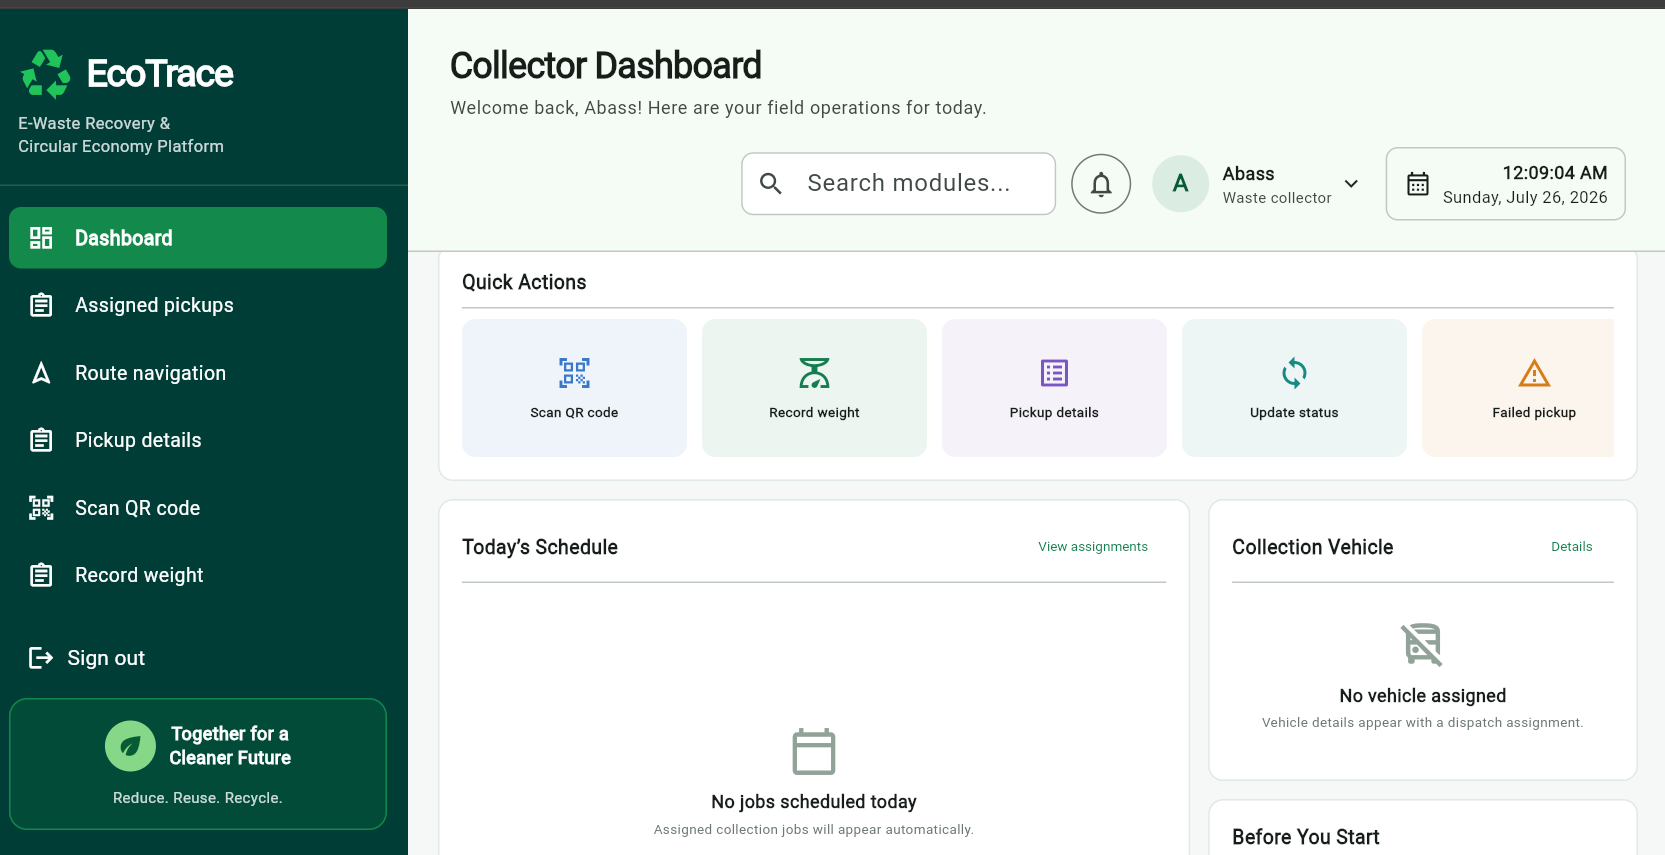 EcoTrace
E-Waste Recovery &
Circular Economy Platform
Dashboard
Assigned pickups
Route navigation
Pickup details
Scan QR code
Record weight
Sign out
Together for a
Cleaner Future
Reduce. Reuse. Recycle.
Collector Dashboard
Welcome back, Abass! Here are your field operations for today.
Search modules...
A
Abass
Waste collector
12:09:04 AM
Sunday, July 26, 2026
Quick Actions
Scan QR code
Record weight
Pickup details
Update status
Failed pickup
Today’s Schedule
View assignments
No jobs scheduled today
Assigned collection jobs will appear automatically.
Collection Vehicle
Details
No vehicle assigned
Vehicle details appear with a dispatch assignment.
Before You Start